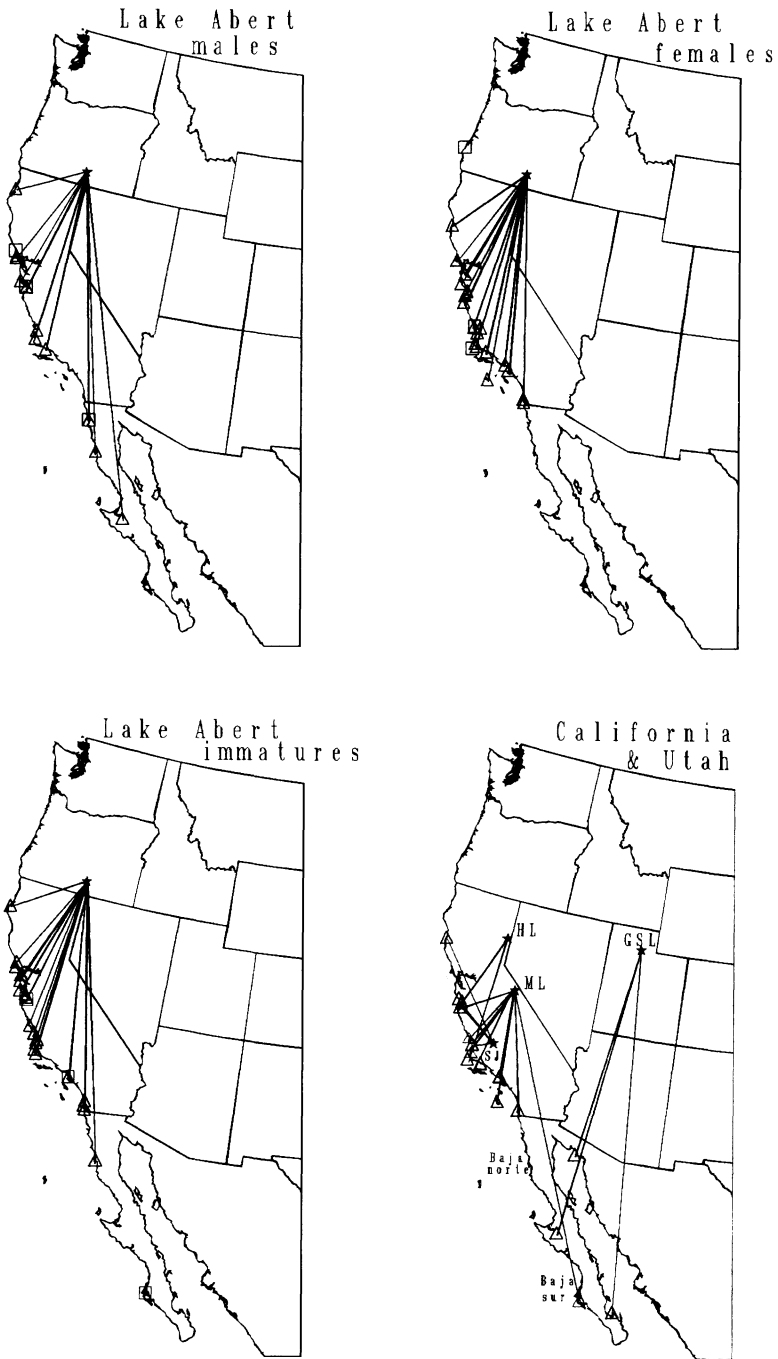 Lake Abert
males
Lake Abert
females
Lake Abert
immatures
California
& Utah
HL
GSL
ML
SJ
Baja
norte
Baja
sur